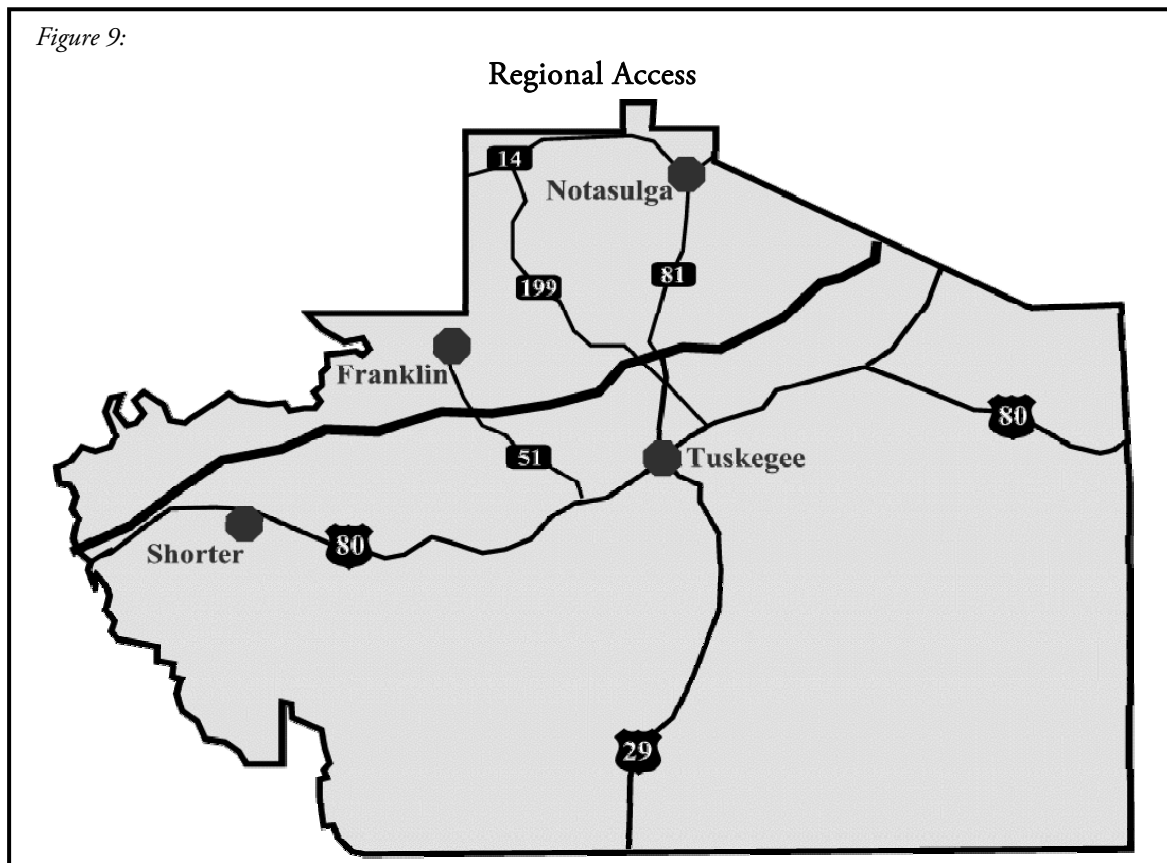 Figure 9:
Regional Access
14
Notasulga
199
81
Franklin
80
51
Tuskegee
Shorter
80
29